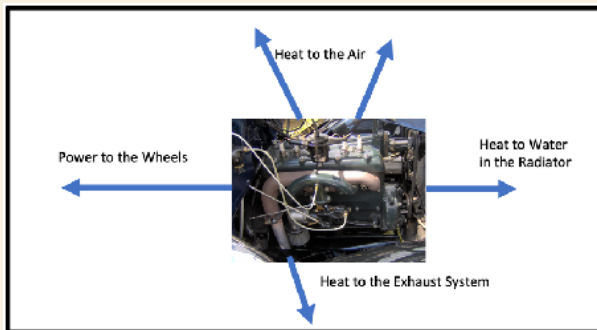 Heat to the Air
Power to the Wheels
Heat to Water
in the Radiator
Heat to the Exhaust System